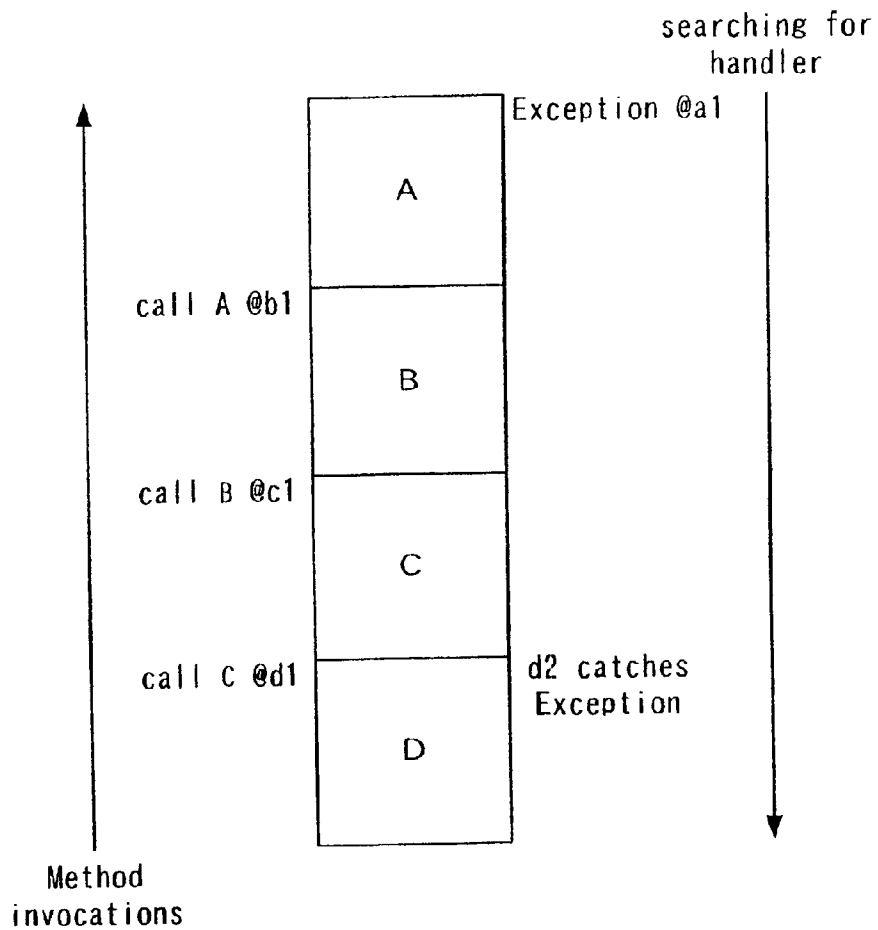 searching for
handler
Exception @a1
A
call A @b1
B
call B @c1
C
call C @d1
d2 catches
Exception
D
Method
invocations